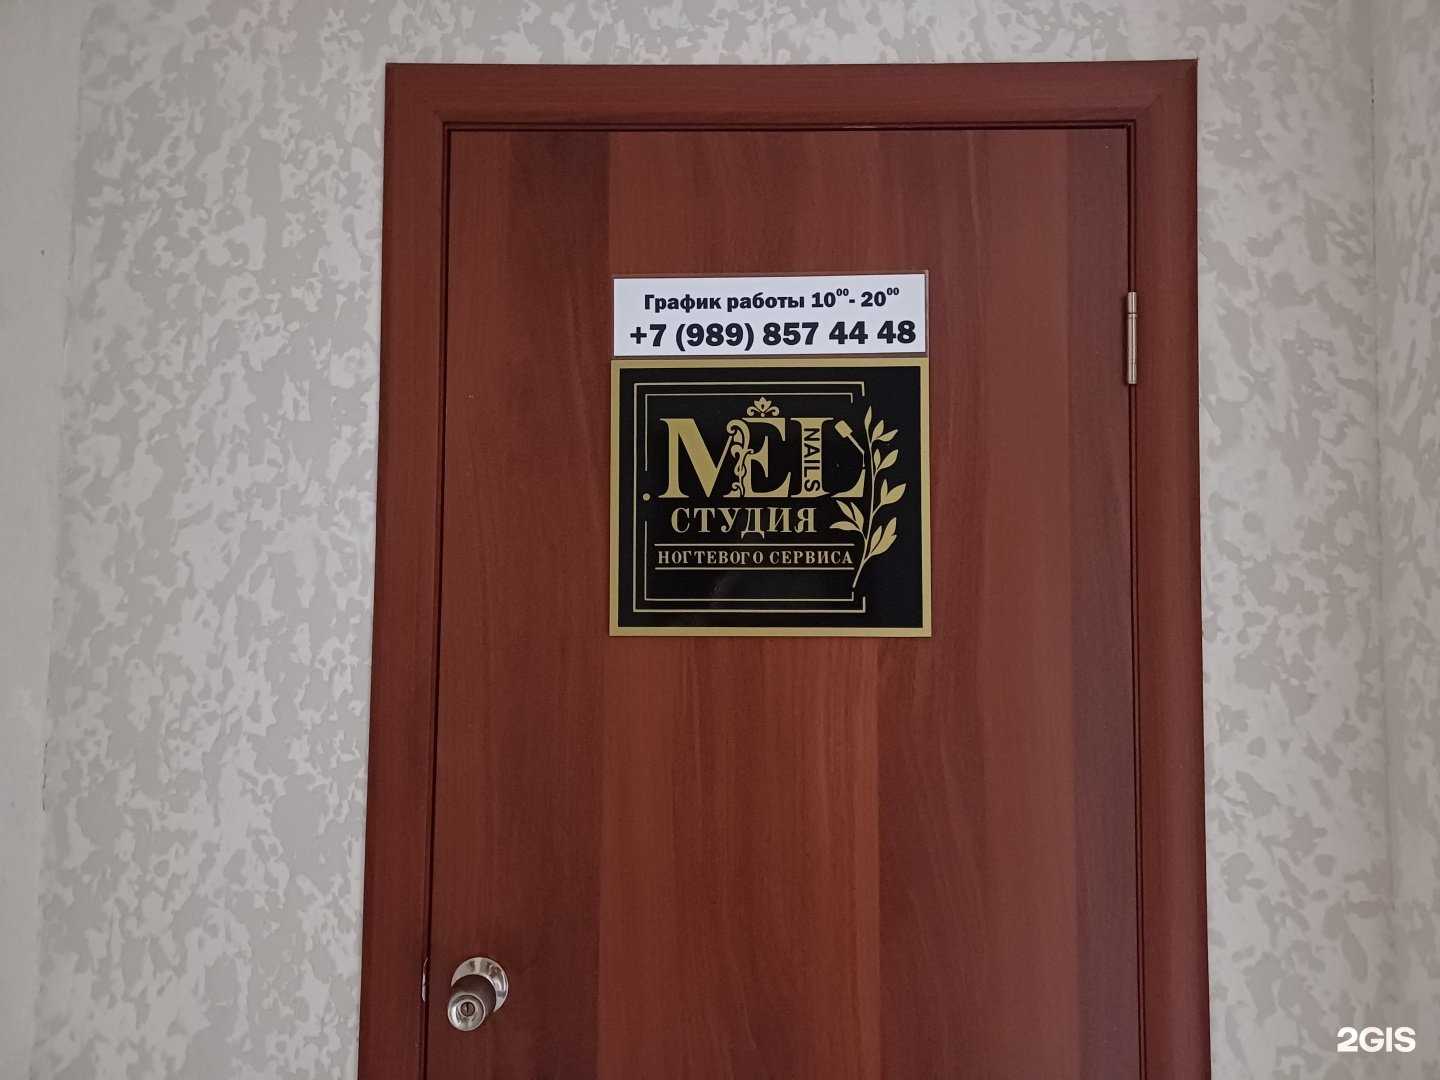 График работы 10⁰⁰- 20⁰⁰
+7 (989) 857 44 48
MEL
NAILS
СТУДИЯ
НОГТЕВОГО СЕРВИСА
2GIS